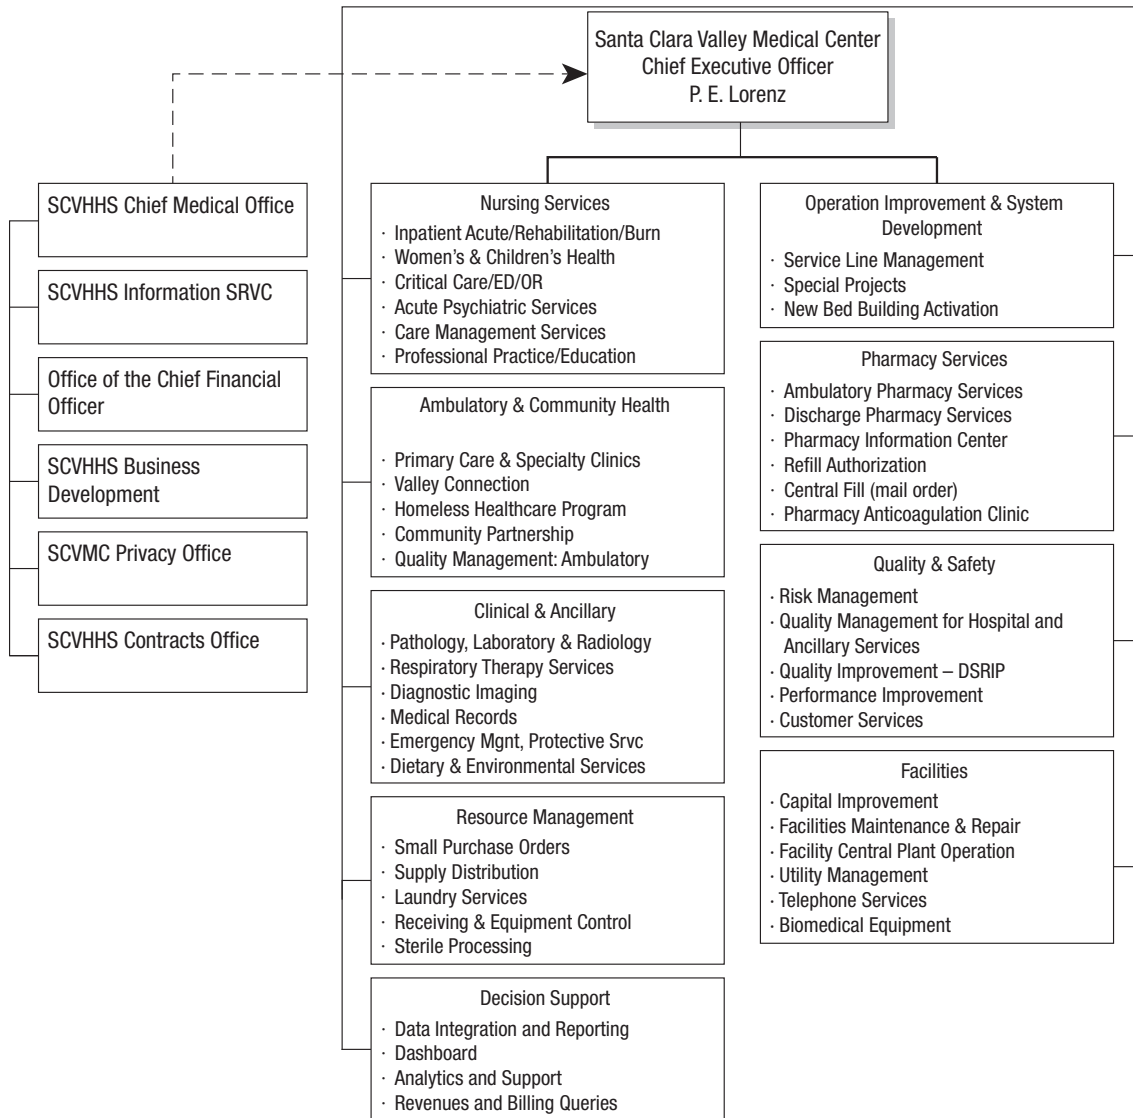 Santa Clara Valley Medical Center
Chief Executive Officer
P. E. Lorenz
SCVHHS Chief Medical Office
SCVHHS Information SRVC
Office of the Chief Financial
Officer
SCVHHS Business
Development
SCVMC Privacy Office
SCVHHS Contracts Office
Nursing Services
· Inpatient Acute/Rehabilitation/Burn
· Women’s & Children’s Health
· Critical Care/ED/OR
· Acute Psychiatric Services
· Care Management Services
· Professional Practice/Education
Ambulatory & Community Health
· Primary Care & Specialty Clinics
· Valley Connection
· Homeless Healthcare Program
· Community Partnership
· Quality Management: Ambulatory
Clinical & Ancillary
· Pathology, Laboratory & Radiology
· Respiratory Therapy Services
· Diagnostic Imaging
· Medical Records
· Emergency Mgnt, Protective Srvc
· Dietary & Environmental Services
Resource Management
· Small Purchase Orders
· Supply Distribution
· Laundry Services
· Receiving & Equipment Control
· Sterile Processing
Decision Support
· Data Integration and Reporting
· Dashboard
· Analytics and Support
· Revenues and Billing Queries
Operation Improvement & System
Development
· Service Line Management
· Special Projects
· New Bed Building Activation
Pharmacy Services
· Ambulatory Pharmacy Services
· Discharge Pharmacy Services
· Pharmacy Information Center
· Refill Authorization
· Central Fill (mail order)
· Pharmacy Anticoagulation Clinic
Quality & Safety
· Risk Management
· Quality Management for Hospital and
Ancillary Services
· Quality Improvement – DSRIP
· Performance Improvement
· Customer Services
Facilities
· Capital Improvement
· Facilities Maintenance & Repair
· Facility Central Plant Operation
· Utility Management
· Telephone Services
· Biomedical Equipment